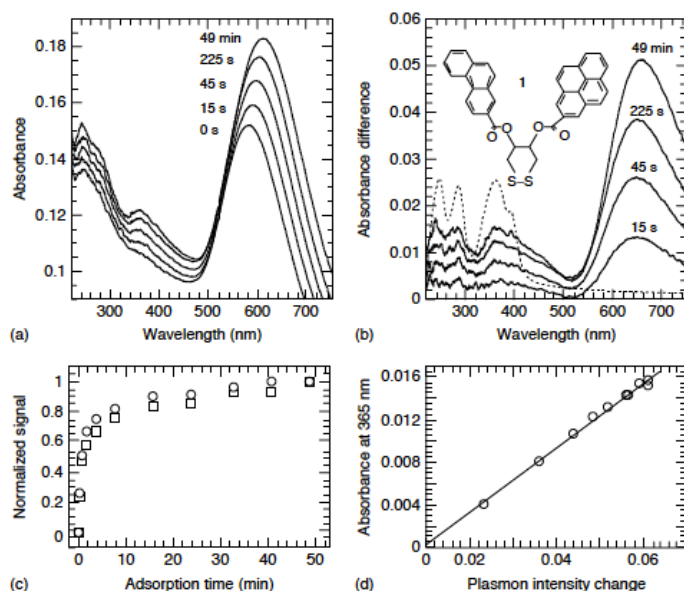 0.18
0.16
0.14
0.12
0.1
Absorbance
49 min
225 s
45 s
15 s
0 s
300 400 500 600 700
(a) Wavelength (nm)
0.06
0.05
0.04
0.03
0.02
0.01
0
Absorbance difference
1
O
O
O
O
S-S
49 min
225 s
45 s
15 s
300 400 500 600 700
(b) Wavelength (nm)
1
0.8
0.6
0.4
0.2
0
Normalized signal
0 10 20 30 40 50
(c) Adsorption time (min)
0.016
0.012
0.008
0.004
0
Absorbance at 365 nm
0 0.02 0.04 0.06
(d) Plasmon intensity change